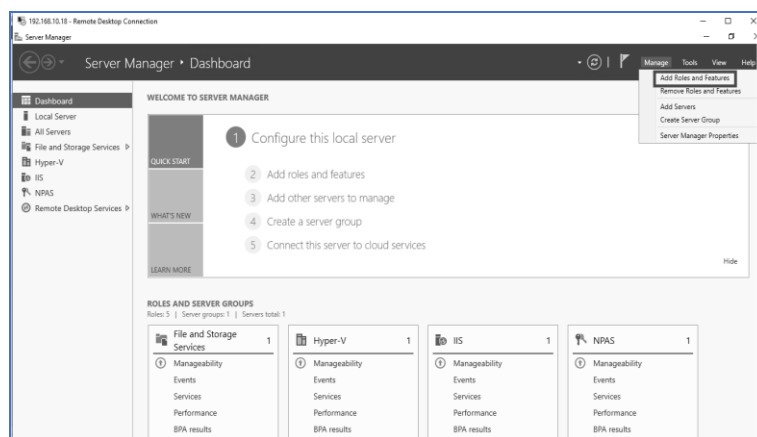 192.168.10.18 - Remote Desktop Connection
Server Manager
Server Manager • Dashboard
Manage Tools View Help
Add Roles and Features
Remove Roles and Features
Add Servers
Create Server Group
Server Manager Properties
Dashboard
Local Server
All Servers
File and Storage Services
Hyper-V
IIS
NPAS
Remote Desktop Services
WELCOME TO SERVER MANAGER
QUICK START
WHAT'S NEW
LEARN MORE
1 Configure this local server
2 Add roles and features
3 Add other servers to manage
4 Create a server group
5 Connect this server to cloud services
Hide
ROLES AND SERVER GROUPS
Roles: 5 | Server groups: 1 | Servers total: 1
File and Storage
Services 1
Manageability
Events
Services
Performance
BPA results
Hyper-V 1
Manageability
Events
Services
Performance
BPA results
IIS 1
Manageability
Events
Services
Performance
BPA results
NPAS 1
Manageability
Events
Services
Performance
BPA results